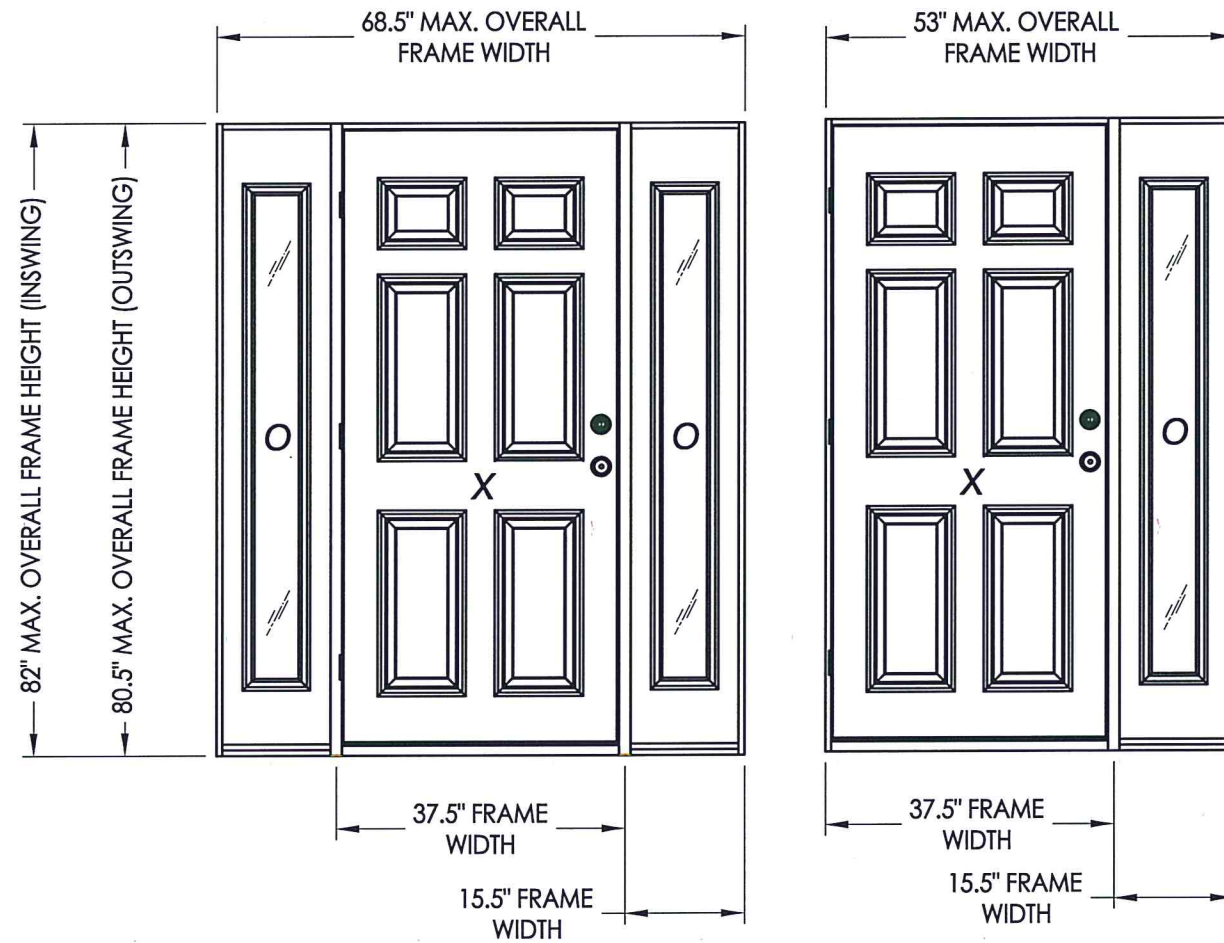 68.5" MAX. OVERALL
FRAME WIDTH
53" MAX. OVERALL
FRAME WIDTH
82" MAX. OVERALL FRAME HEIGHT (INSWING)
80.5" MAX. OVERALL FRAME HEIGHT (OUTSWING)
O
X
O
X
O
37.5" FRAME
WIDTH
15.5" FRAME
WIDTH
37.5" FRAME
WIDTH
15.5" FRAME
WIDTH